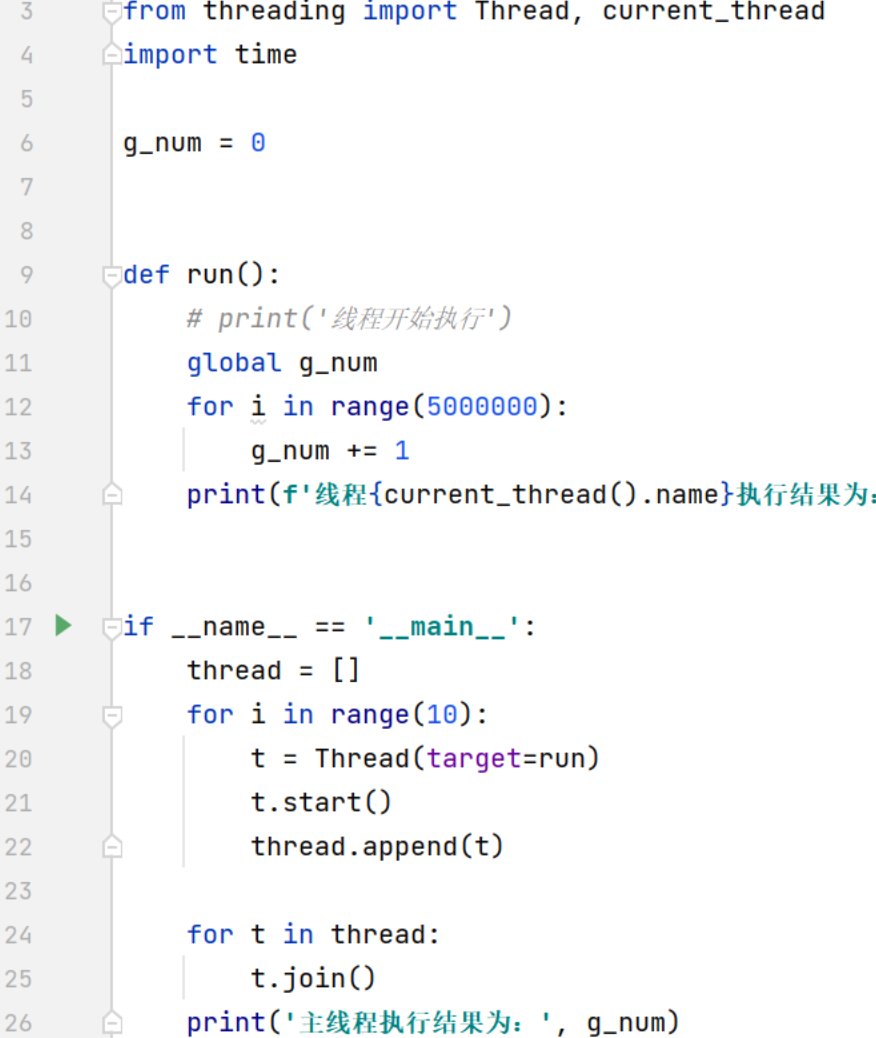 3 from threading import Thread, current_thread
4 import time
5
6 g_num = 0
7
8
9 def run():
10     # print('线程开始执行')
11     global g_num
12     for i in range(5000000):
13         g_num += 1
14     print(f'线程{current_thread().name}执行结果为:
15
16
17 if __name__ == '__main__':
18     thread = []
19     for i in range(10):
20         t = Thread(target=run)
21         t.start()
22         thread.append(t)
23
24     for t in thread:
25         t.join()
26     print('主线程执行结果为：', g_num)